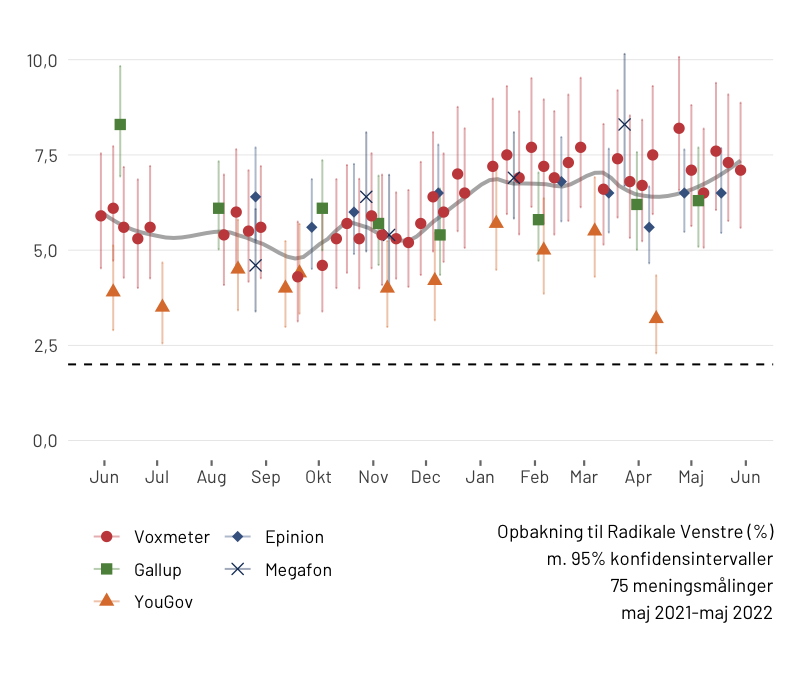 10,0
7,5
5,0
2,5
0,0
Jun Jul Aug Sep Okt Nov Dec Jan Feb Mar Apr Maj Jun
Voxmeter Epinion
Gallup Megafon
YouGov
Opbakning til Radikale Venstre (%)
m. 95% konfidensintervaller
75 meningsmålinger
maj 2021-maj 2022